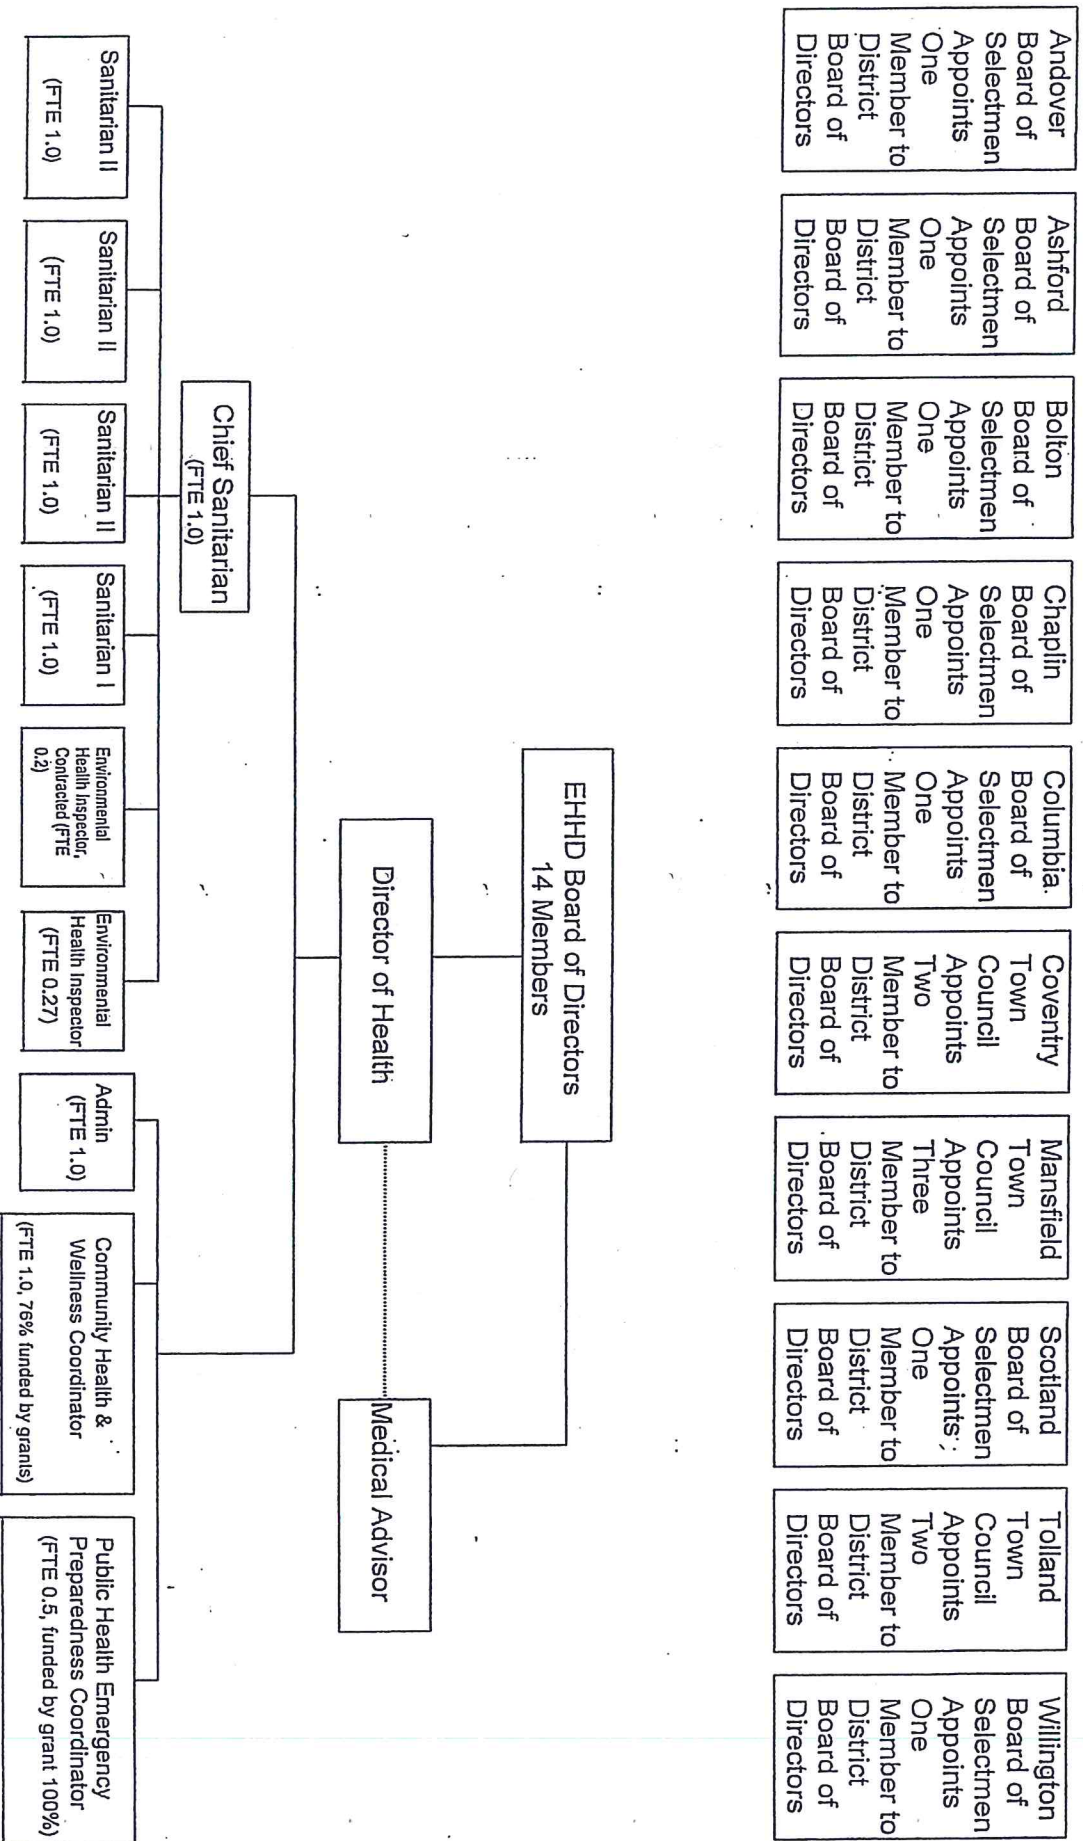 Andover
Board of
Selectmen
Appoints
One
Member to
District
Board of
Directors
Ashford
Board of
Selectmen
Appoints
One
Member to
District
Board of
Directors
Bolton
Board of
Selectmen
Appoints
One
Member to
District
Board of
Directors
Chaplin
Board of
Selectmen
Appoints
One
Member to
District
Board of
Directors
Columbia
Board of
Selectmen
Appoints
One
Member to
District
Board of
Directors
Coventry
Town
Council
Appoints
Two
Member to
District
Board of
Directors
Mansfield
Town
Council
Appoints
Three
Member to
District
Board of
Directors
Scotland
Board of
Selectmen
Appoints
One
Member to
District
Board of
Directors
Tolland
Town
Council
Appoints
Two
Member to
District
Board of
Directors
Willington
Board of
Selectmen
Appoints
One
Member to
District
Board of
Directors
EHHD Board of Directors
14 Members
Director of Health
Medical Advisor
Chief Sanitarian
(FTE 1.0)
Sanitarian II
(FTE 1.0)
Sanitarian II
(FTE 1.0)
Sanitarian II
(FTE 1.0)
Sanitarian I
(FTE 1.0)
Environmental
Health Inspector,
Contracted (FTE
0.2)
Environmental
Health Inspector
(FTE 0.27)
Admin
(FTE 1.0)
Community Health &
Wellness Coordinator
(FTE 1.0, 76% funded by grants)
Public Health Emergency
Preparedness Coordinator
(FTE 0.5, funded by grant 100%)